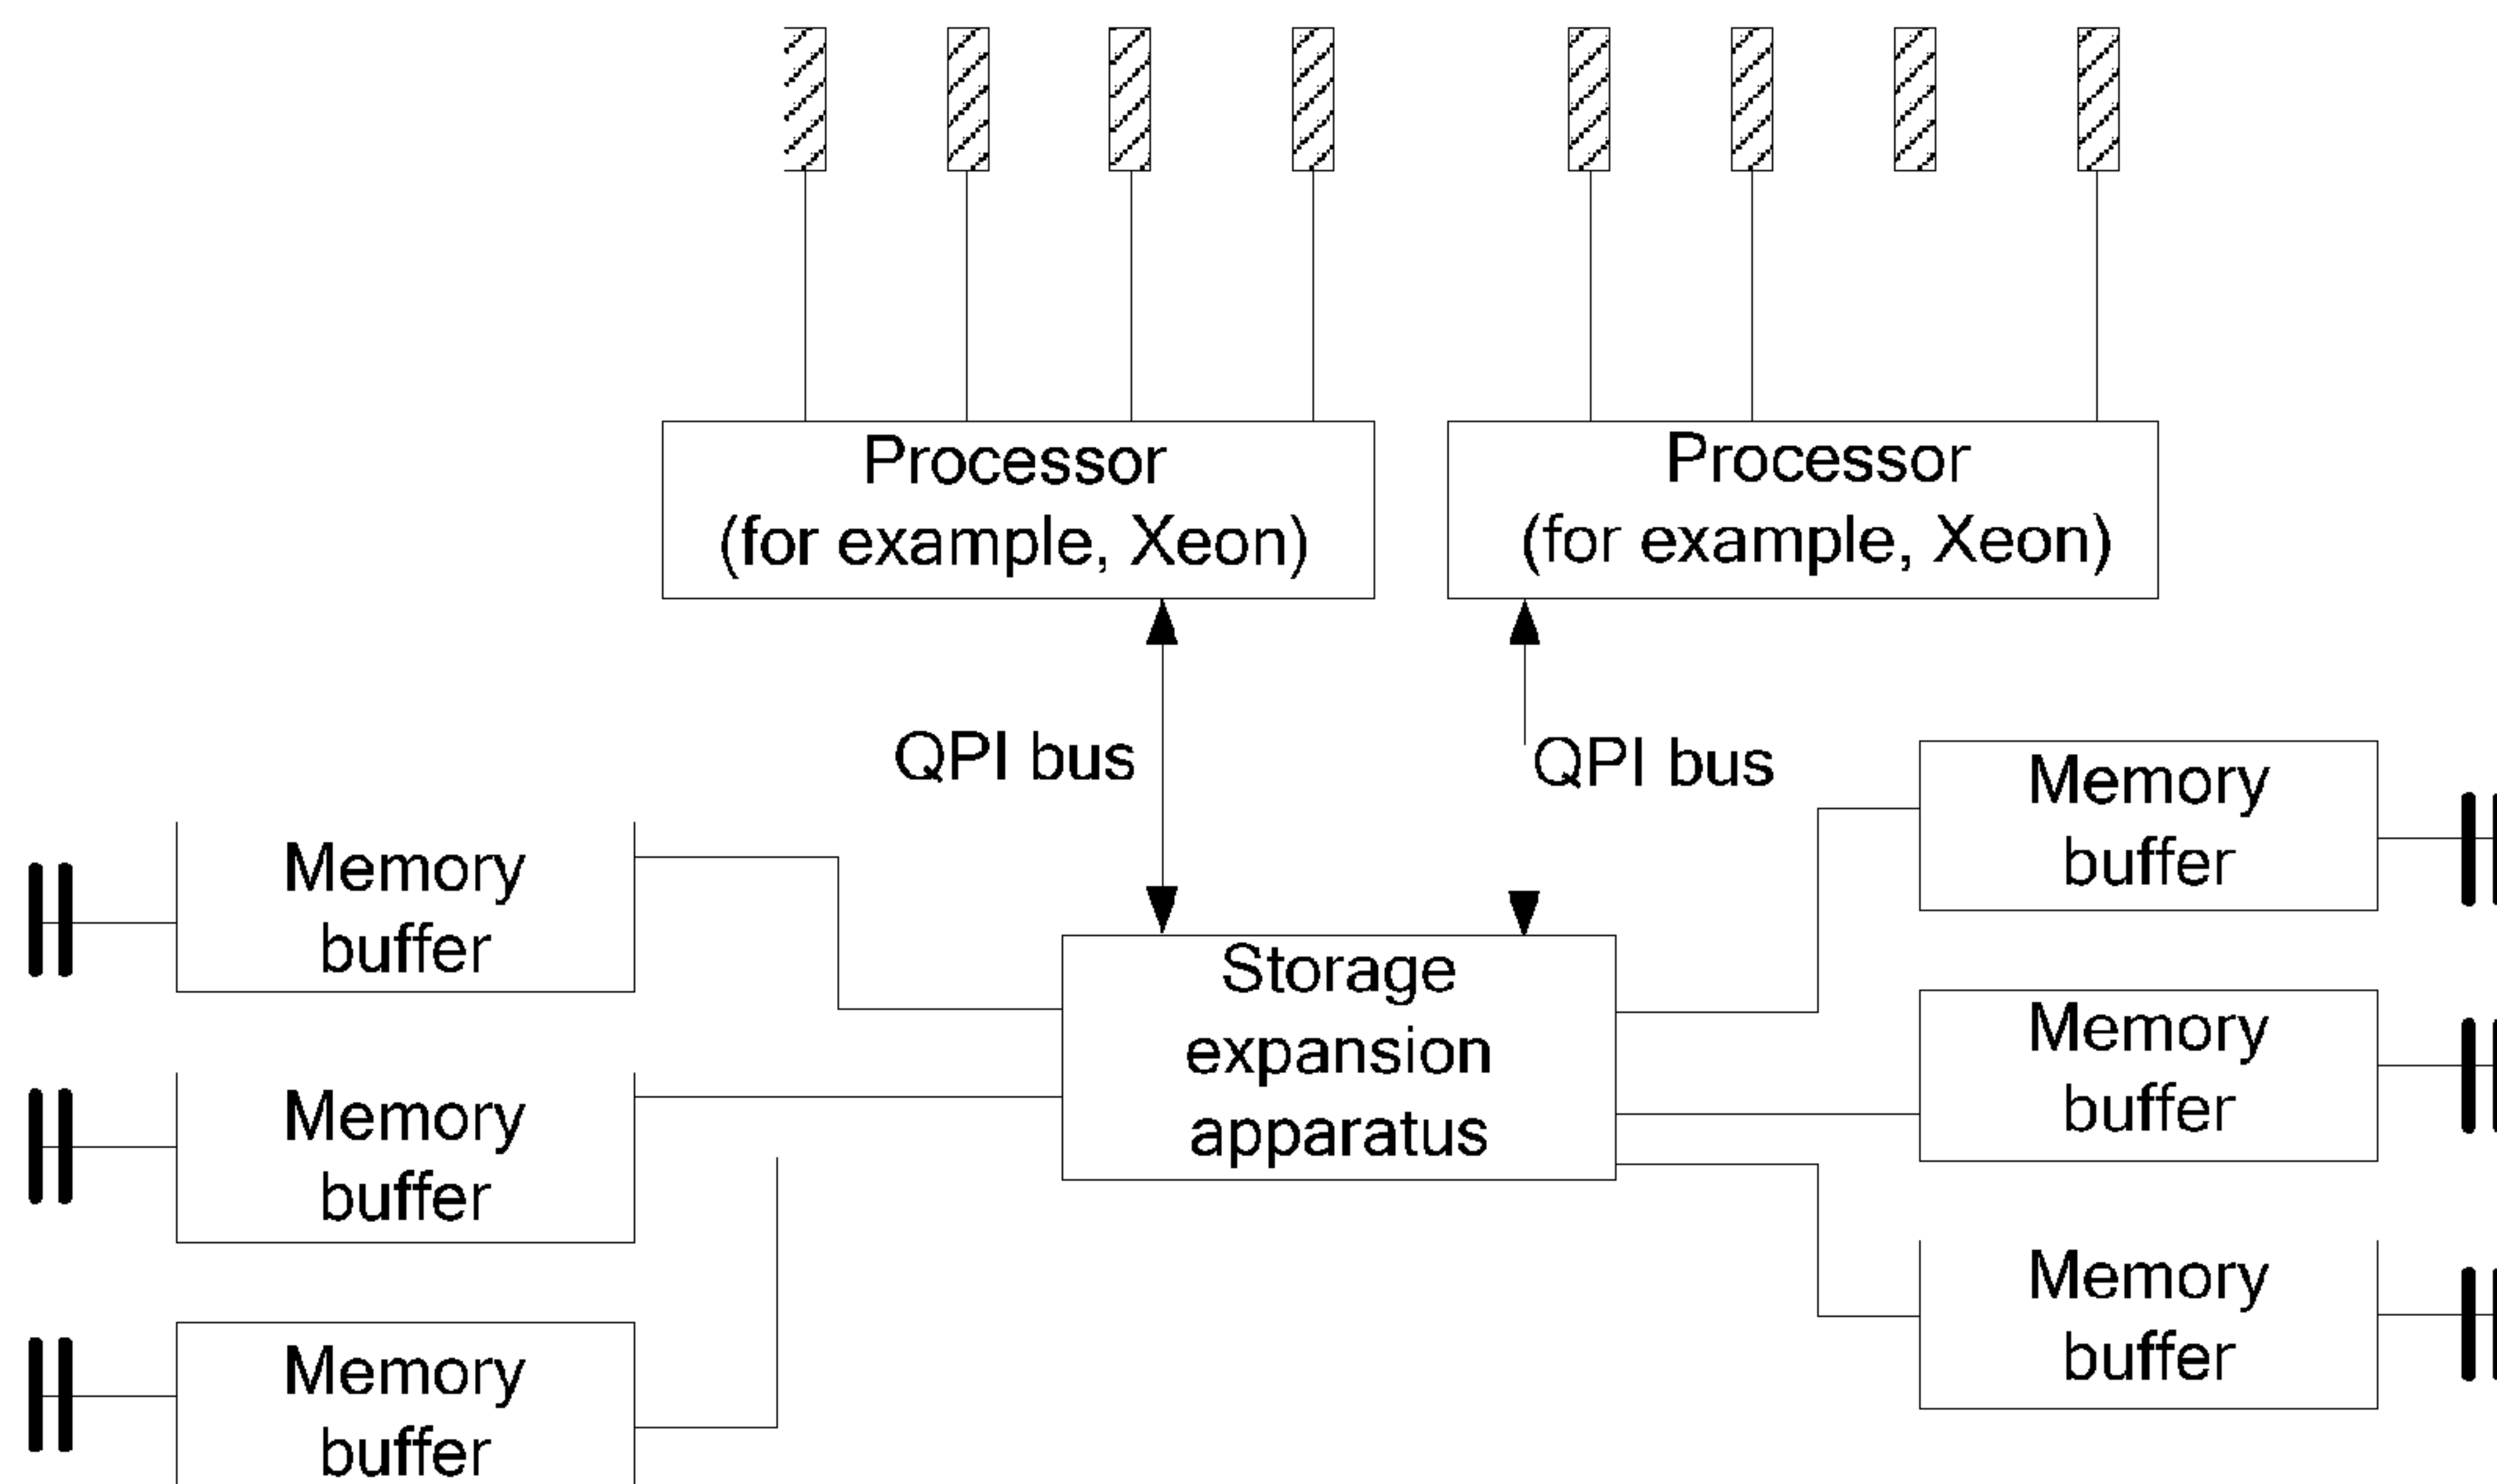 Processor
(for example, Xeon)
Processor
(for example, Xeon)
QPI bus
QPI bus
Memory
buffer
Memory
buffer
Storage
expansion
apparatus
Memory
buffer
Memory
buffer
Memory
buffer
Memory
buffer